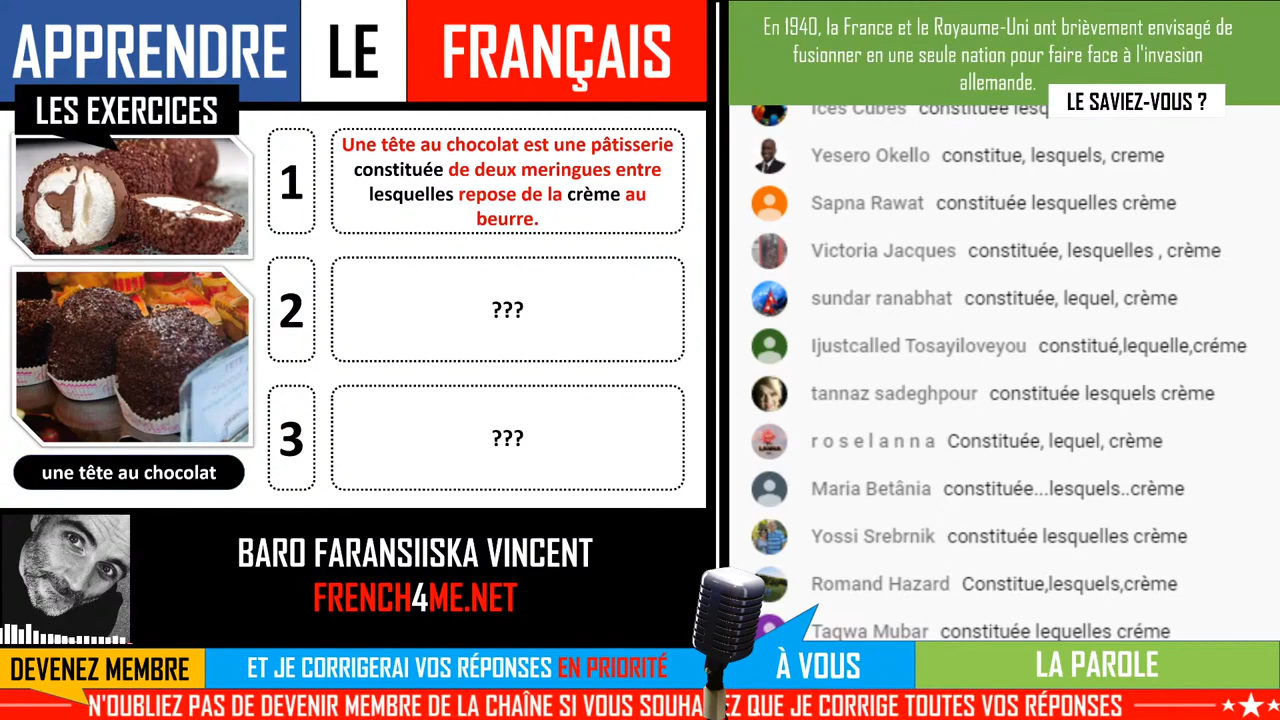 APPRENDRE LE FRANÇAIS
LES EXERCICES
1
Une tête au chocolat est une pâtisserie
constituée de deux meringues entre
lesquelles repose de la crème au
beurre.
2
???
3
???
une tête au chocolat
BARO FARANSIISKA VINCENT
FRENCH4ME.NET
DEVENEZ MEMBRE
ET JE CORRIGERAI VOS RÉPONSES EN PRIORITÉ
En 1940, la France et le Royaume-Uni ont brièvement envisagé de
fusionner en une seule nation pour faire face à l'invasion
allemande.
LE SAVIEZ-VOUS ?
Ices Cubes constituée lesq
Yesero Okello constitue, lesquels, creme
Sapna Rawat constituée lesquelles crème
Victoria Jacques constituée, lesquelles , crème
sundar ranabhat constituée, lequel, crème
Ijustcalled Tosayiloveyou constitué,lequelle,créme
tannaz sadeghpour constituée lesquels crème
r o s e l a n n a Constituée, lequel, crème
Maria Betânia constituée...lesquels..crème
Yossi Srebrnik constituée lesquelles crème
Romand Hazard Constitue,lesquels,crème
Taqwa Mubar constituée lequelles créme
À VOUS
LA PAROLE
N'OUBLIEZ PAS DE DEVENIR MEMBRE DE LA CHAÎNE SI VOUS SOUHA EZ QUE JE CORRIGE TOUTES VOS RÉPONSES